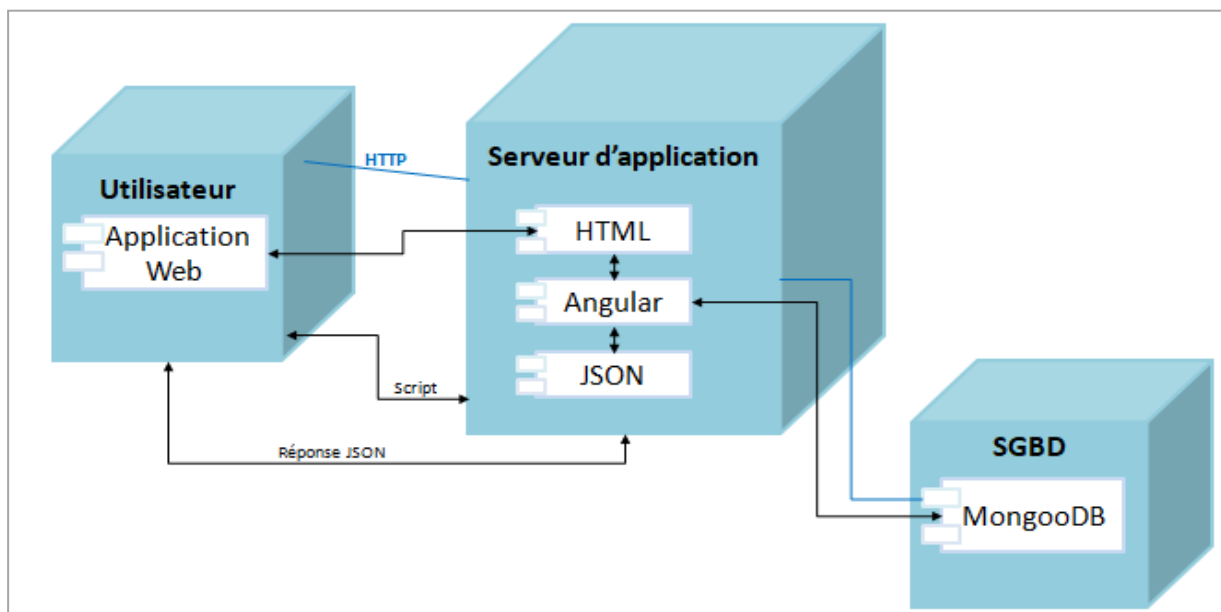 Utilisateur
Application
Web
HTTP
Serveur d'application
HTML
Angular
JSON
Script
Réponse JSON
SGBD
MongooDB